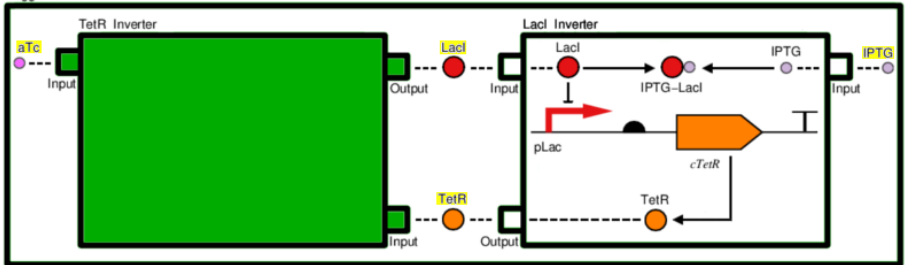 TetR Inverter
LacI Inverter
aTc
LacI
LacI
IPTG
IPTG
Input
Output
Input
IPTG–LacI
Input
pLac
cTetR
TetR
TetR
Input
Output